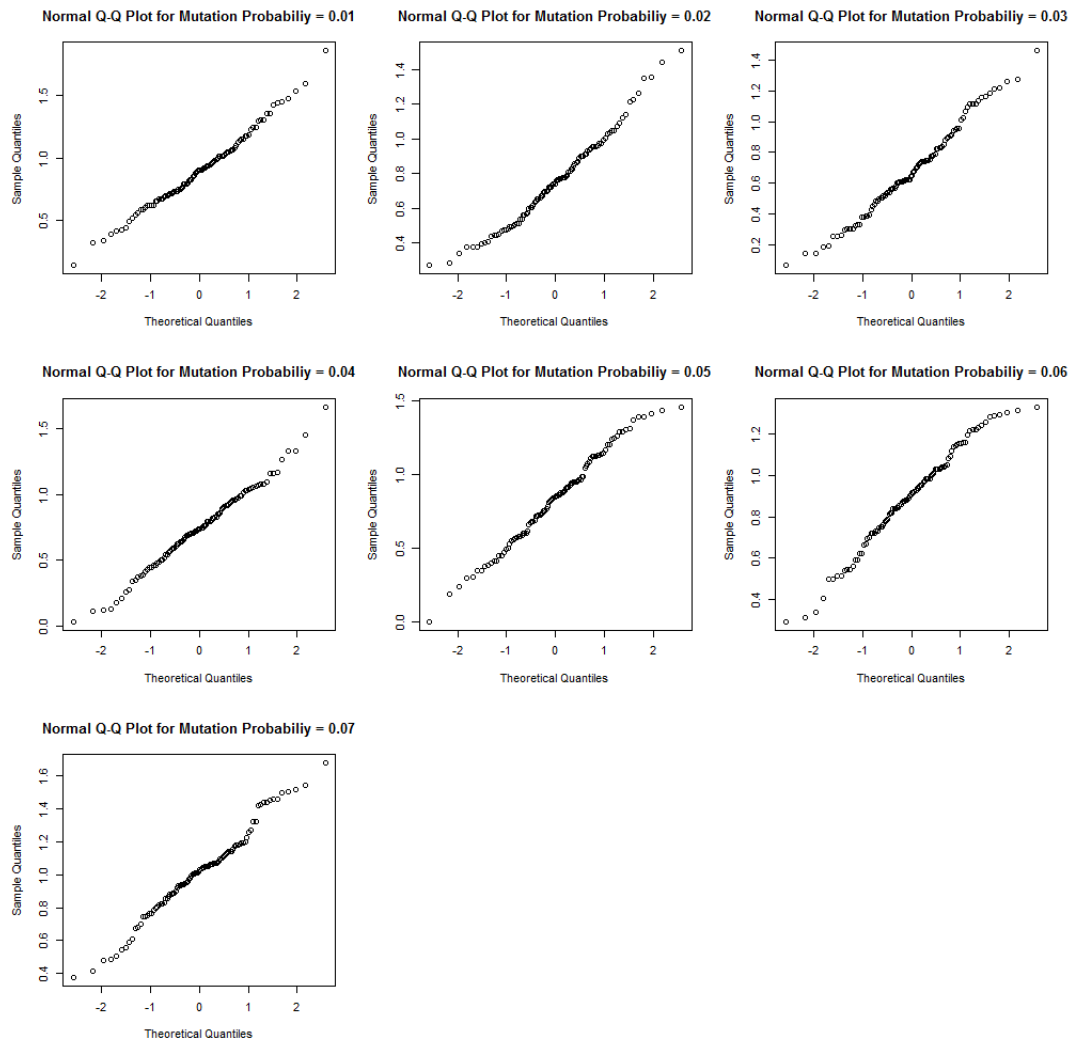 Normal Q-Q Plot for Mutation Probabiliy = 0.01
Sample Quantiles
0.5 1.0 1.5
-2 -1 0 1 2
Theoretical Quantiles
Normal Q-Q Plot for Mutation Probabiliy = 0.02
Sample Quantiles
0.4 0.6 0.8 1.0 1.2 1.4
-2 -1 0 1 2
Theoretical Quantiles
Normal Q-Q Plot for Mutation Probabiliy = 0.03
Sample Quantiles
0.2 0.4 0.6 0.8 1.0 1.2 1.4
-2 -1 0 1 2
Theoretical Quantiles
Normal Q-Q Plot for Mutation Probabiliy = 0.04
Sample Quantiles
0.0 0.5 1.0 1.5
-2 -1 0 1 2
Theoretical Quantiles
Normal Q-Q Plot for Mutation Probabiliy = 0.05
Sample Quantiles
0.0 0.5 1.0 1.5
-2 -1 0 1 2
Theoretical Quantiles
Normal Q-Q Plot for Mutation Probabiliy = 0.06
Sample Quantiles
0.4 0.6 0.8 1.0 1.2
-2 -1 0 1 2
Theoretical Quantiles
Normal Q-Q Plot for Mutation Probabiliy = 0.07
Sample Quantiles
0.4 0.6 0.8 1.0 1.2 1.4 1.6
-2 -1 0 1 2
Theoretical Quantiles